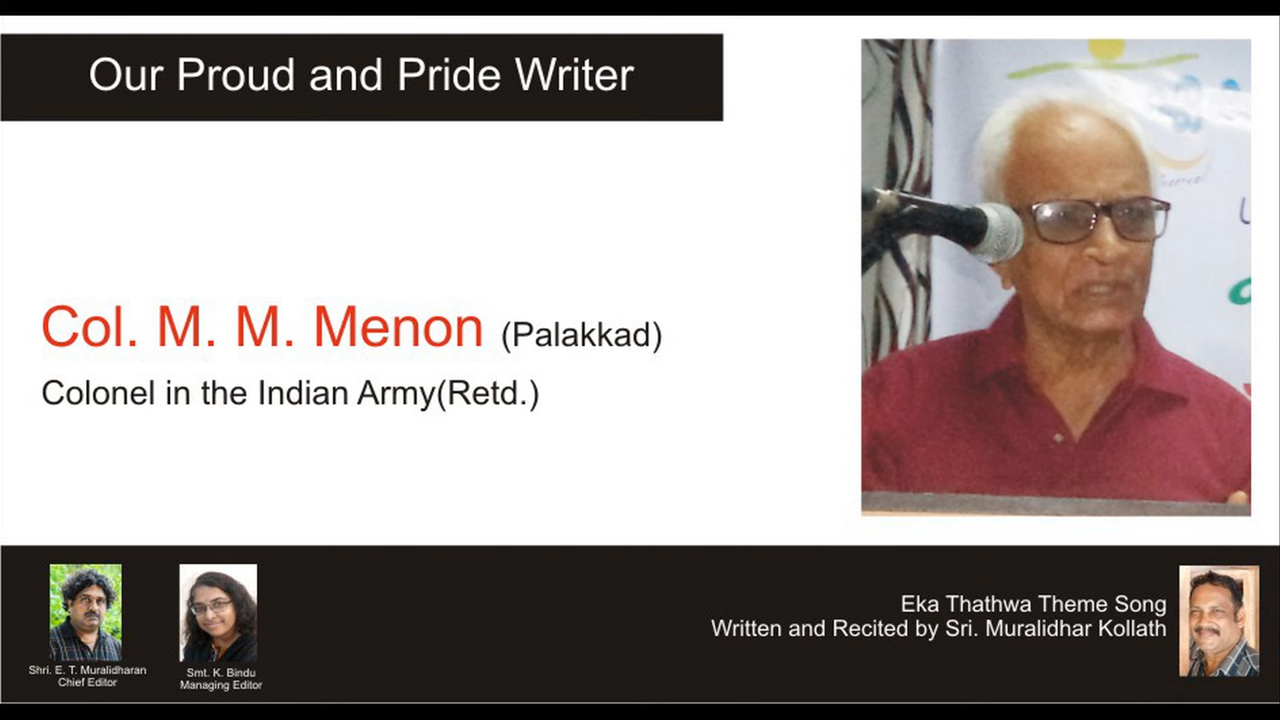 Our Proud and Pride Writer
Col. M. M. Menon (Palakkad)
Colonel in the Indian Army(Retd.)
Shri. E. T. Muralidharan
Chief Editor
Smt. K. Bindu
Managing Editor
Eka Thathwa Theme Song
Written and Recited by Sri. Muralidhar Kollath